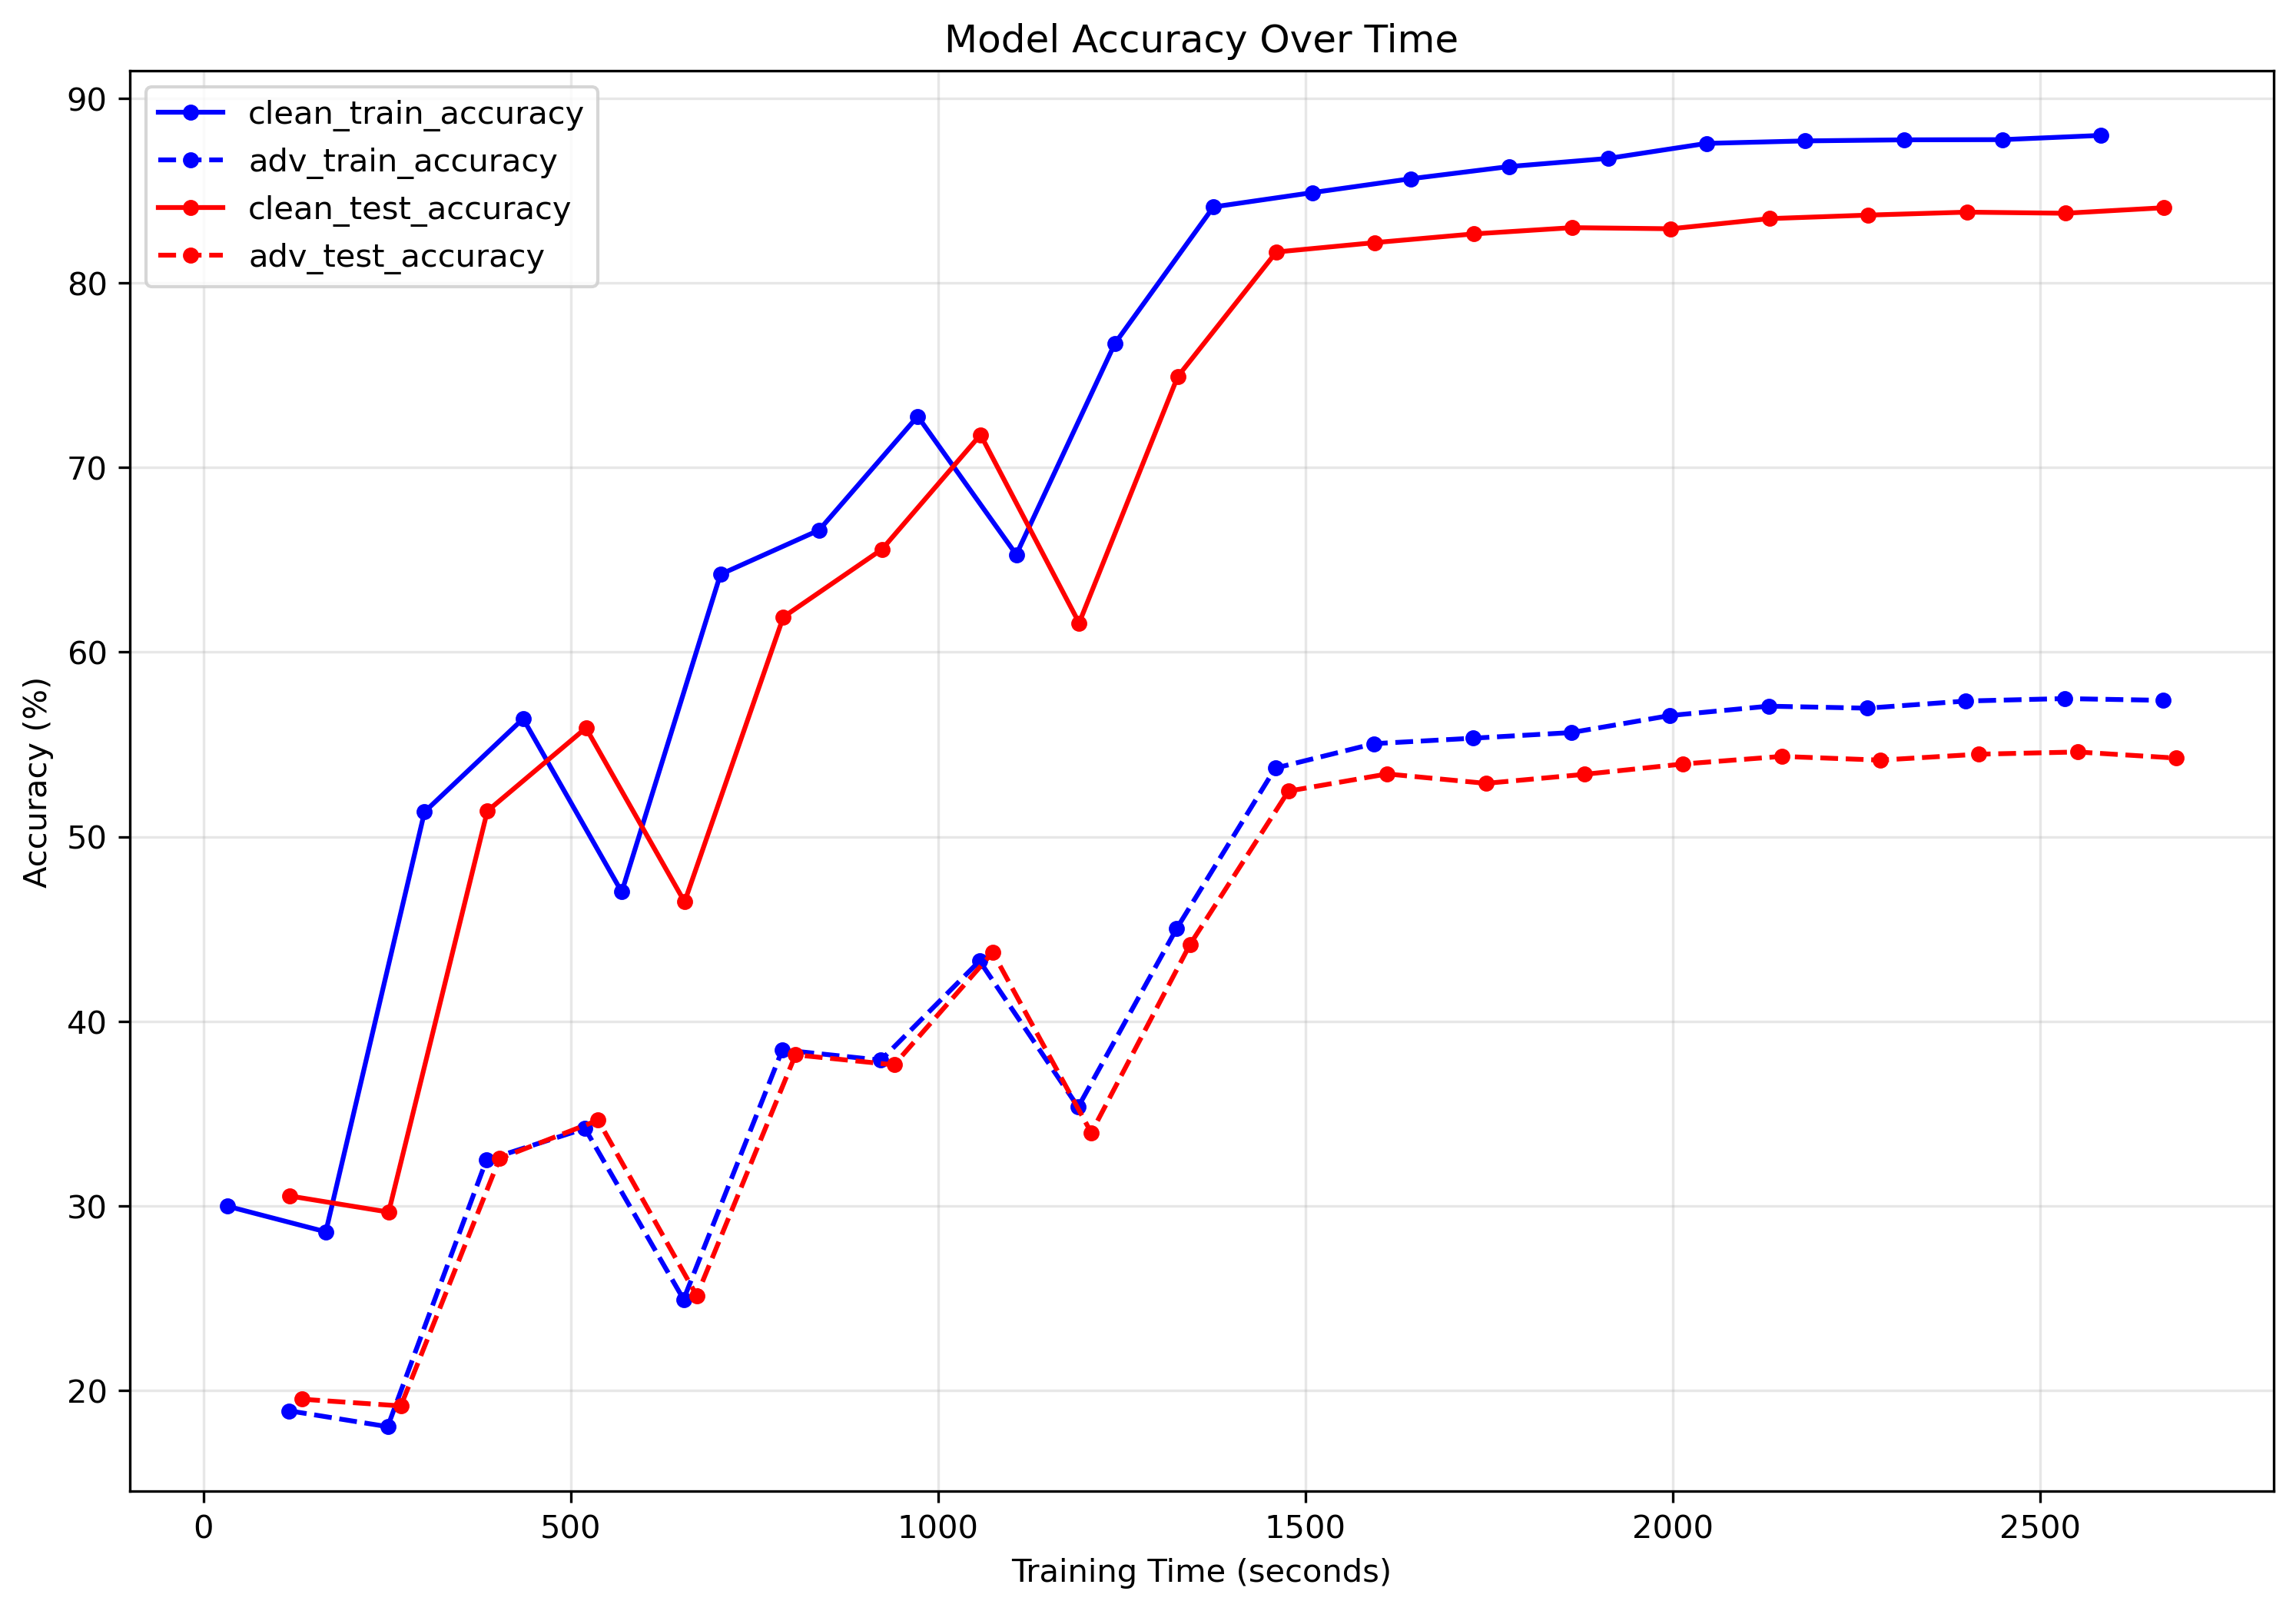 Model Accuracy Over Time
clean_train_accuracy
adv_train_accuracy
clean_test_accuracy
adv_test_accuracy
Accuracy (%)
90
80
70
60
50
40
30
20
0 500 1000 1500 2000 2500
Training Time (seconds)